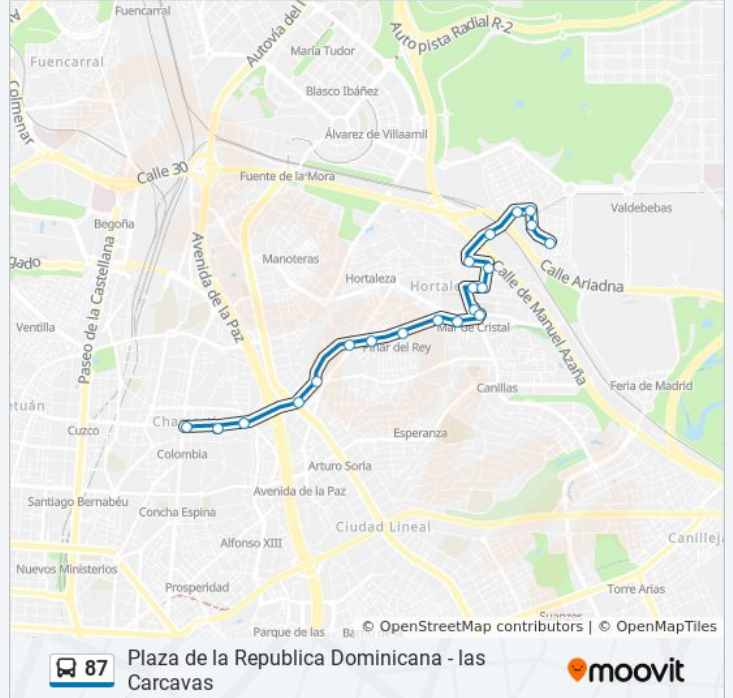 Fuencarral
Autovía del
Autopista Radial R-2
María Tudor
Fuencarral
Blasco Ibáñez
Colmenar
Álvarez de Villaamil
Calle 30
Fuente de la Mora
Valdebebas
Begoña
Manoteras
Calle Ariadna
Hortaleza
Avenida de la Paz
Paseo de la Castellana
Calle de Manuel Azaña
Ventilla
Mar de Cristal
Pinar del Rey
Canillas
Feria de Madrid
Cuzco
Esperanza
Colombia
Arturo Soria
Avenida de la Paz
Santiago Bernabéu
Concha Espina
Ciudad Lineal
Alfonso XIII
Nuevos Ministerios
Prosperidad
Torre Arias
Parque de las
© OpenStreetMap contributors | © OpenMapTiles
87
Plaza de la Republica Dominicana - las
Carcavas
moovit